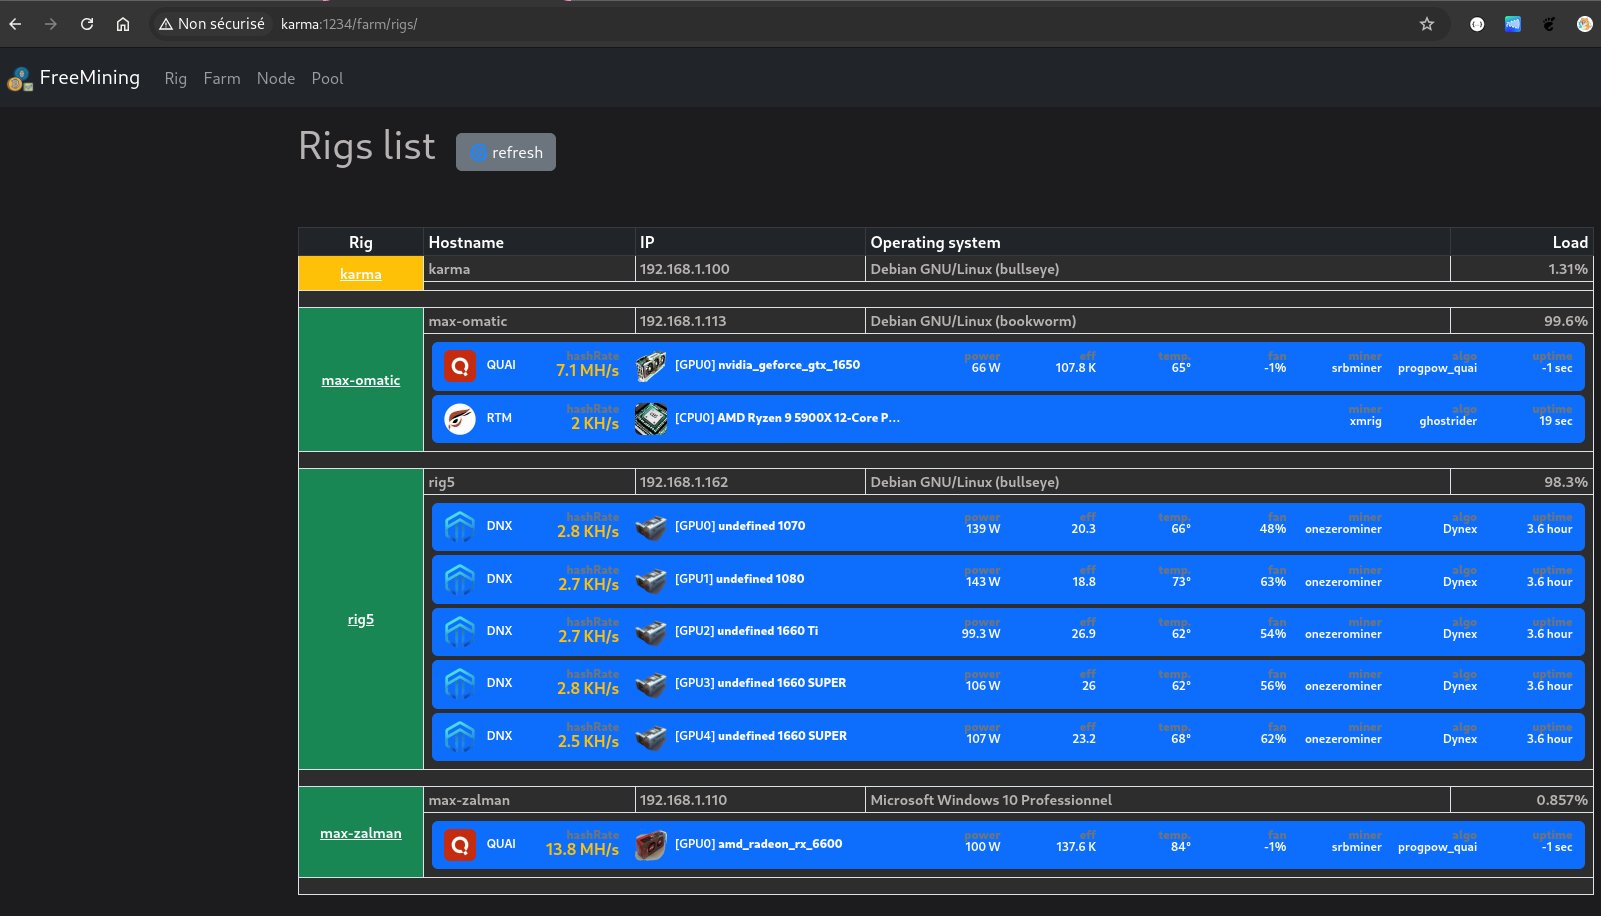 Non sécurisé karma:1234/farm/rigs/
FreeMining Rig Farm Node Pool
Rigs list refresh
Rig Hostname IP Operating system Load
karma karma 192.168.1.100 Debian GNU/Linux (bullseye) 1.31%
max-omatic 192.168.1.113 Debian GNU/Linux (bookworm) 99.6%
max-omatic
hashRate power eff temp. fan miner algo uptime
QUAI 7.1 MH/s [GPU0] nvidia_geforce_gtx_1650 66 W 107.8 K 65° -1% srbminer progpow_quai -1 sec
hashRate miner algo uptime
RTM 2 KH/s [CPU0] AMD Ryzen 9 5900X 12-Core P... xmrig ghostrider 19 sec
rig5 192.168.1.162 Debian GNU/Linux (bullseye) 98.3%
rig5
hashRate power eff temp. fan miner algo uptime
DNX 2.8 KH/s [GPU0] undefined 1070 139 W 20.3 66° 48% onezerominer Dynex 3.6 hour
hashRate power eff temp. fan miner algo uptime
DNX 2.7 KH/s [GPU1] undefined 1080 143 W 18.8 73° 63% onezerominer Dynex 3.6 hour
hashRate power eff temp. fan miner algo uptime
DNX 2.7 KH/s [GPU2] undefined 1660 Ti 99.3 W 26.9 62° 54% onezerominer Dynex 3.6 hour
hashRate power eff temp. fan miner algo uptime
DNX 2.8 KH/s [GPU3] undefined 1660 SUPER 106 W 26 62° 56% onezerominer Dynex 3.6 hour
hashRate power eff temp. fan miner algo uptime
DNX 2.5 KH/s [GPU4] undefined 1660 SUPER 107 W 23.2 68° 62% onezerominer Dynex 3.6 hour
max-zalman 192.168.1.110 Microsoft Windows 10 Professionnel 0.857%
max-zalman
hashRate power eff temp. fan miner algo uptime
QUAI 13.8 MH/s [GPU0] amd_radeon_rx_6600 100 W 137.6 K 84° -1% srbminer progpow_quai -1 sec